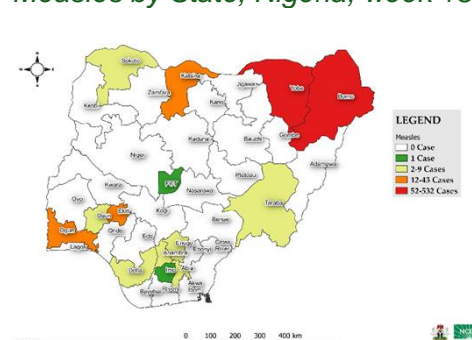 Measles by State, Nigeria, week
N
Sokoto
Katsina
Jigawa
Yobe
Borno
Zamfara
Kebbi
Kano
Kaduna
Bauchi
Gombe
Adamawa
Niger
FCT
Plateau
Nasarawa
Taraba
Kwara
Oyo
Kogi
Benue
Osun
Ekiti
Ogun
Ondo
Edo
Lagos
Enugu
Anambra
Ebonyi
Cross
River
Delta
Imo
Abia
Akwa
Rivers
LEGEND
Measles
0 Case
1 Case
2-9 Cases
12-43 Cases
52-532 Cases
0 100 200 300 400 km